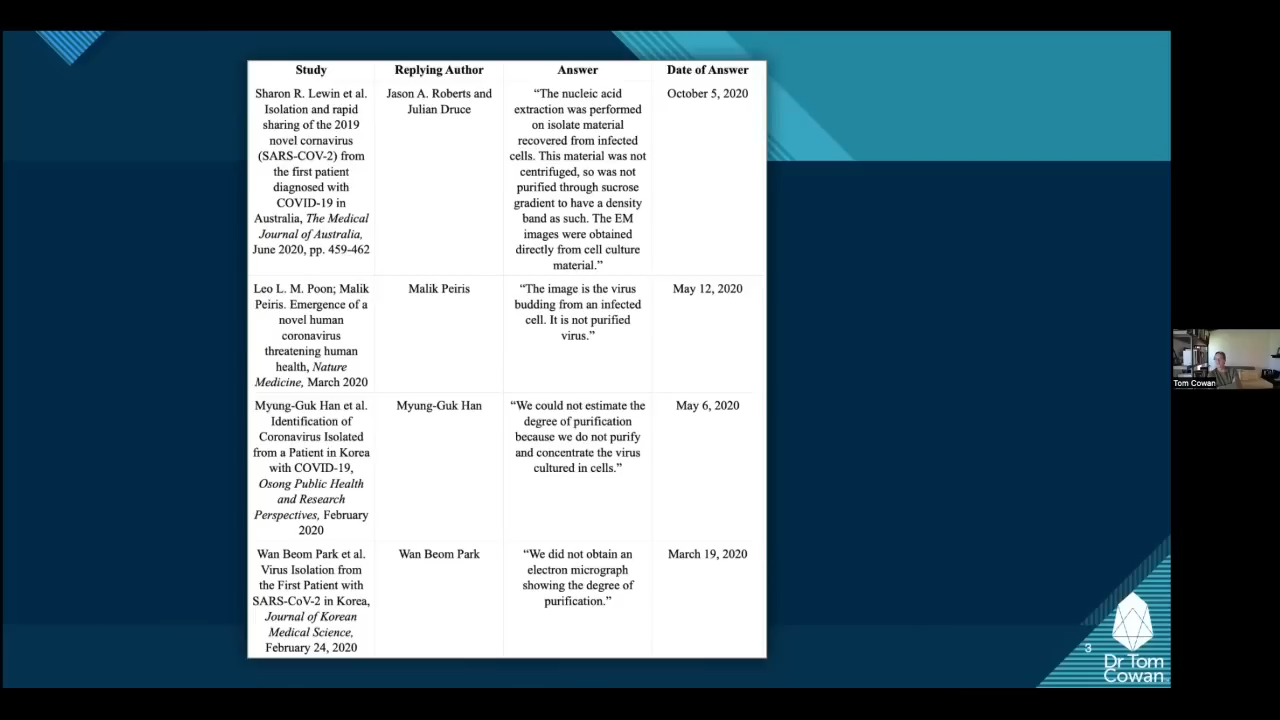 Study
Replying Author
Answer
Date of Answer
Sharon R. Lewin et al.
Isolation and rapid
sharing of the 2019
novel cornavirus
(SARS-COV-2) from
the first patient
diagnosed with
COVID-19 in
Australia, The Medical
Journal of Australia,
June 2020, pp. 459-462
Jason A. Roberts and
Julian Druce
“The nucleic acid
extraction was performed
on isolate material
recovered from infected
cells. This material was not
centrifuged, so was not
purified through sucrose
gradient to have a density
band as such. The EM
images were obtained
directly from cell culture
material.”
October 5, 2020
Leo L. M. Poon; Malik
Peiris. Emergence of a
novel human
coronavirus
threatening human
health, Nature
Medicine, March 2020
Malik Peiris
“The image is the virus
budding from an infected
cell. It is not purified
virus.”
May 12, 2020
Myung-Guk Han et al.
Identification of
Coronavirus Isolated
from a Patient in Korea
with COVID-19,
Osong Public Health
and Research
Perspectives, February
2020
Myung-Guk Han
“We could not estimate the
degree of purification
because we do not purify
and concentrate the virus
cultured in cells.”
May 6, 2020
Wan Beom Park et al.
Virus Isolation from
the First Patient with
SARS-CoV-2 in Korea,
Journal of Korean
Medical Science,
February 24, 2020
Wan Beom Park
“We did not obtain an
electron micrograph
showing the degree of
purification.”
March 19, 2020
3
Dr Tom
Cowan
Tom Cowan